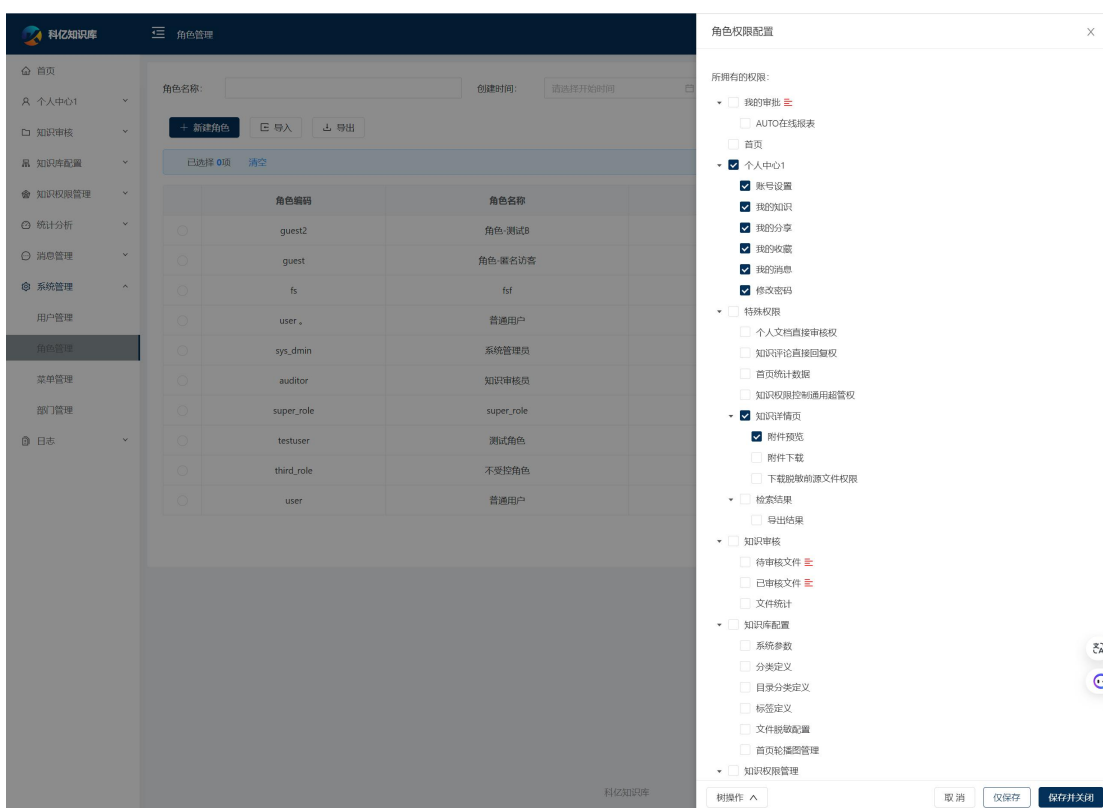 科亿知识库
角色管理
首页
个人中心1
知识审核
知识库配置
知识权限管理
统计分析
消息管理
系统管理
用户管理
角色管理
菜单管理
部门管理
日志
角色名称: 创建时间: 请选择开始时间
+ 新建角色 导入 导出
已选择 0项 清空
角色编码 角色名称
guest2 角色-测试B
guest 角色-匿名访客
fs fsf
user 。 普通用户
sys_dmin 系统管理员
auditor 知识审核员
super_role super_role
testuser 测试角色
third_role 不受控角色
user 普通用户
科亿知识库
角色权限配置
所拥有的权限:
我的审批
AUTO在线报表
首页
个人中心1
账号设置
我的知识
我的分享
我的收藏
我的消息
修改密码
特殊权限
个人文档直接审核权
知识评论直接回复权
首页统计数据
知识权限控制通用超管权
知识详情页
附件预览
附件下载
下载脱敏前源文件权限
检索结果
导出结果
知识审核
待审核文件
已审核文件
文件统计
知识库配置
系统参数
分类定义
目录分类定义
标签定义
文件脱敏配置
首页轮播图管理
知识权限管理
树操作 取 消 仅保存 保存并关闭